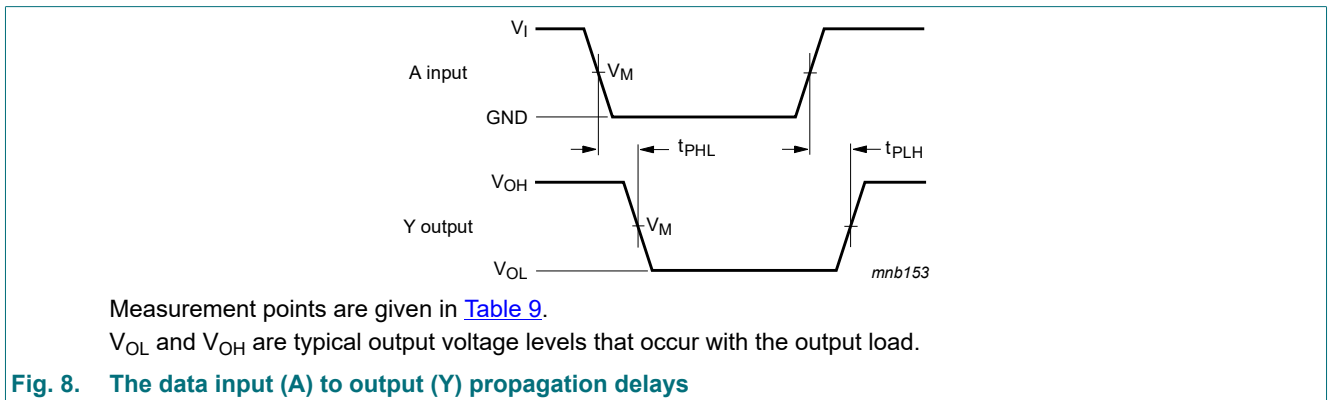 VI
A input
VM
GND
tPHL
tPLH
VOH
Y output
VM
VOL
mnb153
Measurement points are given in Table 9.
VOL and VOH are typical output voltage levels that occur with the output load.
Fig. 8. The data input (A) to output (Y) propagation delays